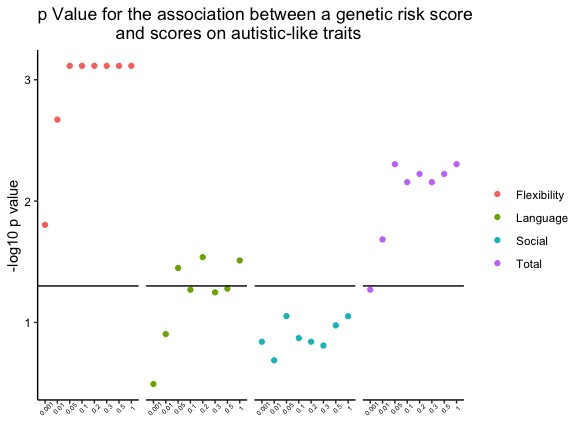 p Value for the association between a genetic risk score
and scores on autistic-like traits
-log10 p value
3
2
1
0.001 0.01 0.05 0.1 0.2 0.3 0.5 1 0.001 0.01 0.05 0.1 0.2 0.3 0.5 1 0.001 0.01 0.05 0.1 0.2 0.3 0.5 1 0.001 0.01 0.05 0.1 0.2 0.3 0.5 1
Flexibility
Language
Social
Total